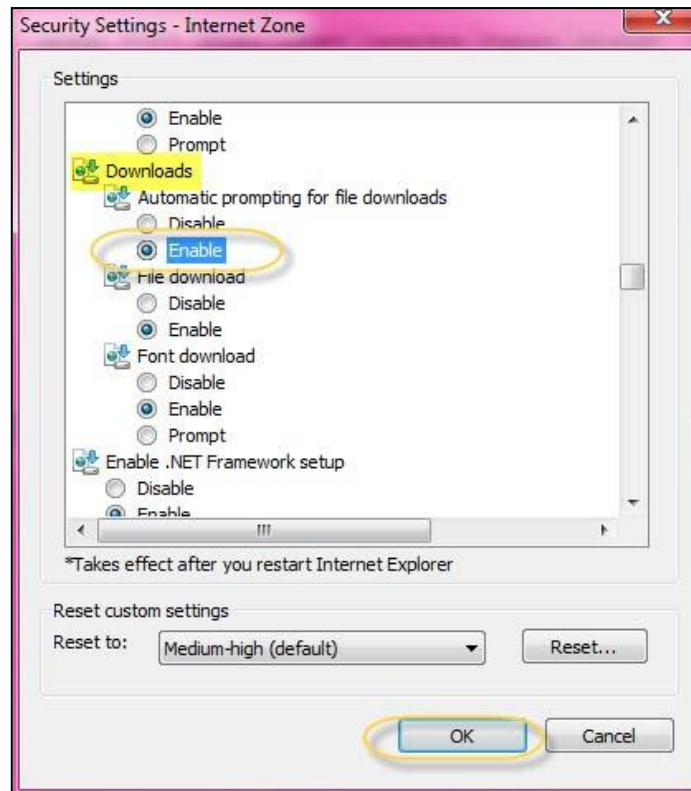 Security Settings - Internet Zone
Settings
Enable
Prompt
Downloads
Automatic prompting for file downloads
Disable
Enable
File download
Disable
Enable
Font download
Disable
Enable
Prompt
Enable .NET Framework setup
Disable
Enable
*Takes effect after you restart Internet Explorer
Reset custom settings
Reset to: Medium-high (default) Reset...
OK Cancel